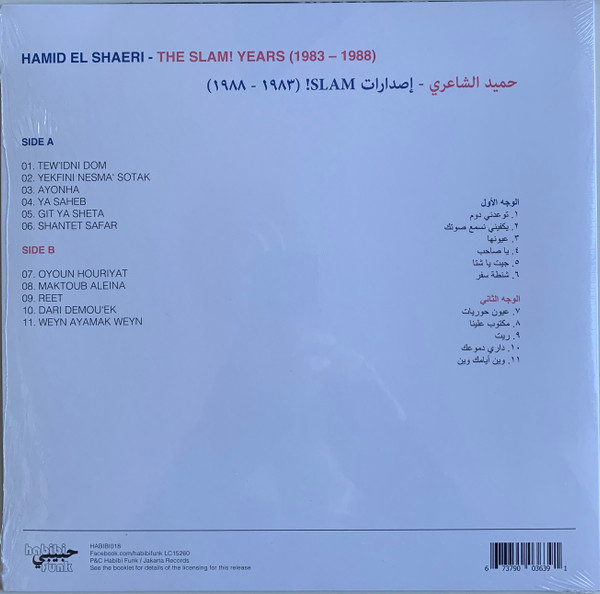 HAMID EL SHAERI - THE SLAM! YEARS (1983 – 1988)
حميد الشاعري - إصدارات SLAM! (١٩٨٣ - ١٩٨٨)
SIDE A
01. TEW'IDNI DOM
02. YEKFINI NESMA' SOTAK
03. AYONHA
04. YA SAHEB
05. GIT YA SHETA
06. SHANTET SAFAR
SIDE B
07. OYOUN HOURIYAT
08. MAKTOUB ALEINA
09. REET
10. DARI DEMOU'EK
11. WEYN AYAMAK WEYN
الوجه الأول
١. توعدني دوم
٢. يكفيني نسمع صوتك
٣. عيونها
٤. يا صاحب
٥. جيت يا شتا
٦. شنطة سفر
الوجه الثاني
٧. عيون حوريات
٨. مكتوب علينا
٩. ريت
١٠. داري دموعك
١١. وين أيامك وين
habibi
funk
حبيبي
HABIBI018
Facebook.com/habibifunk LC15260
P&C Habibi Funk / Jakarta Records
See the booklet for details of the licensing for this release
6 73790 03639 1